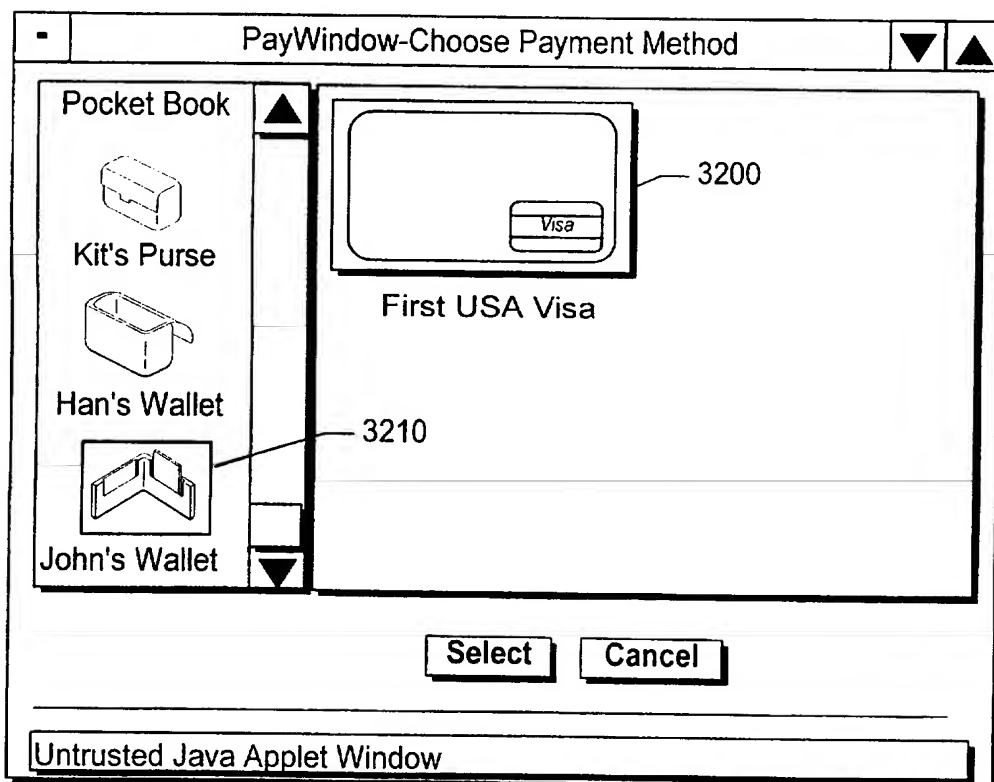 PayWindow-Choose Payment Method
Pocket Book
Kit's Purse
Han's Wallet
John's Wallet
Visa
3200
First USA Visa
3210
Select
Cancel
Untrusted Java Applet Window